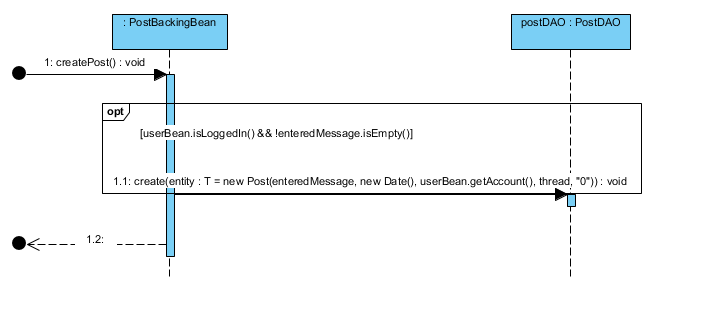 : PostBackingBean
postDAO : PostDAO
1: createPost() : void
opt
[userBean.isLoggedIn() && !enteredMessage.isEmpty()]
1.1: create(entity : T = new Post(enteredMessage, new Date(), userBean.getAccount(), thread, "0")) : void
1.2: